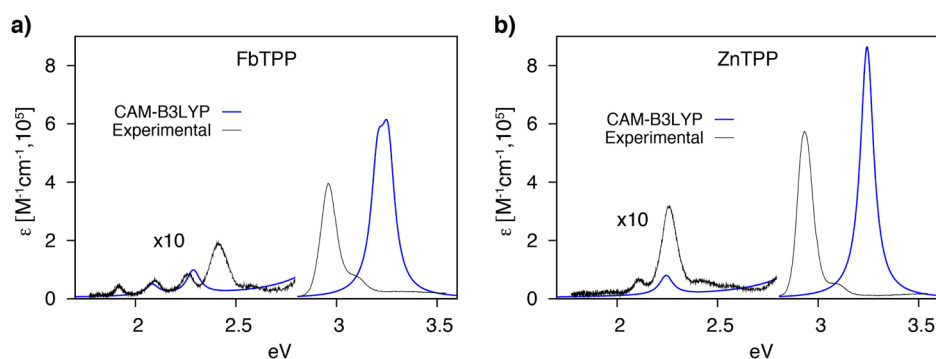 a)
FbTPP
CAM-B3LYP
Experimental
x10
ε [M⁻¹cm⁻¹,10⁵]
0
2
4
6
8
2
2.5
3
3.5
eV
b)
ZnTPP
CAM-B3LYP
Experimental
x10
ε [M⁻¹cm⁻¹,10⁵]
0
2
4
6
8
2
2.5
3
3.5
eV